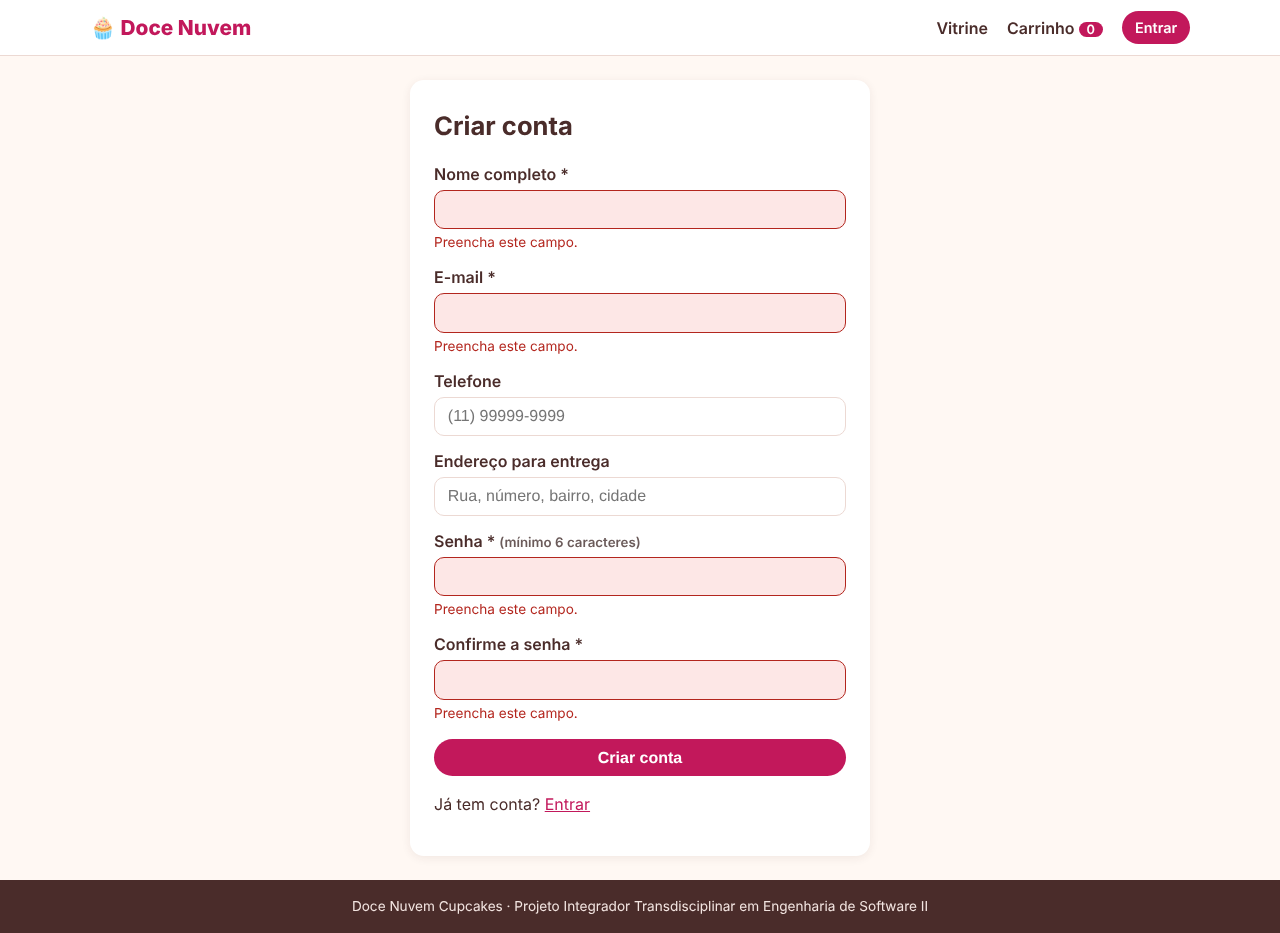 🧁 Doce Nuvem
Vitrine Carrinho 0 Entrar
Criar conta
Nome completo *
Preencha este campo.
E-mail *
Preencha este campo.
Telefone
(11) 99999-9999
Endereço para entrega
Rua, número, bairro, cidade
Senha * (mínimo 6 caracteres)
Preencha este campo.
Confirme a senha *
Preencha este campo.
Criar conta
Já tem conta? Entrar
Doce Nuvem Cupcakes · Projeto Integrador Transdisciplinar em Engenharia de Software II